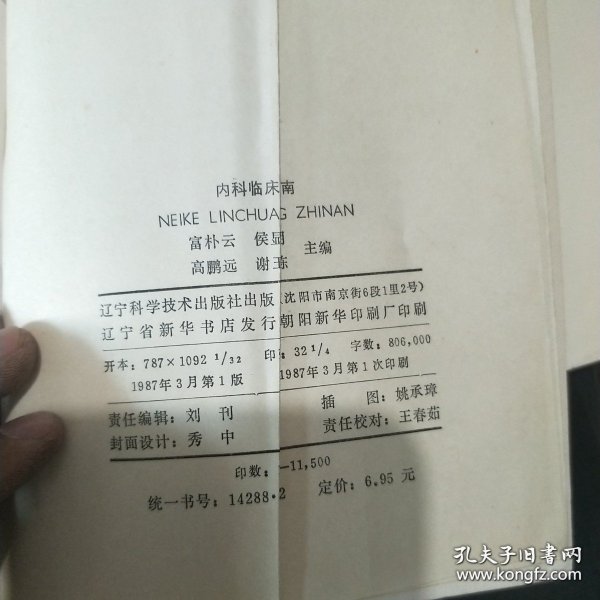 内科临床南
NEIKE LINCHUAG ZHINAN
富朴云 侯显
高鹏远 谢玮 主编
辽宁科学技术出版社出版(沈阳市南京街6段1里2号)
辽宁省新华书店发行朝阳新华印刷厂印刷
开本:787×1092 1/32 印:32 1/4 字数:806,000
1987年3月第1版 1987年3月第1次印刷
责任编辑:刘 刊 插 图:姚承璋
封面设计:秀 中 责任校对:王春茹
印数:—11,500
统一书号:14288·2 定价:6.95 元
孔夫子旧书网
www.kongfz.com